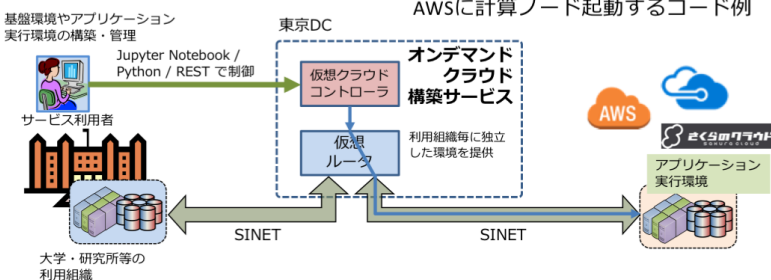 AWSに計算ノード起動するコード例
基盤環境やアプリケーション
実行環境の構築・管理
東京DC
Jupyter Notebook /
Python / REST で制御
仮想クラウド
コントローラ
オンデマンド
クラウド
構築サービス
サービス利用者
仮想
ルータ
利用組織毎に独立
した環境を提供
AWS
さくらのクラウド
SAKURA CLOUD
アプリケーション
実行環境
SINET
SINET
大学・研究所等の
利用組織